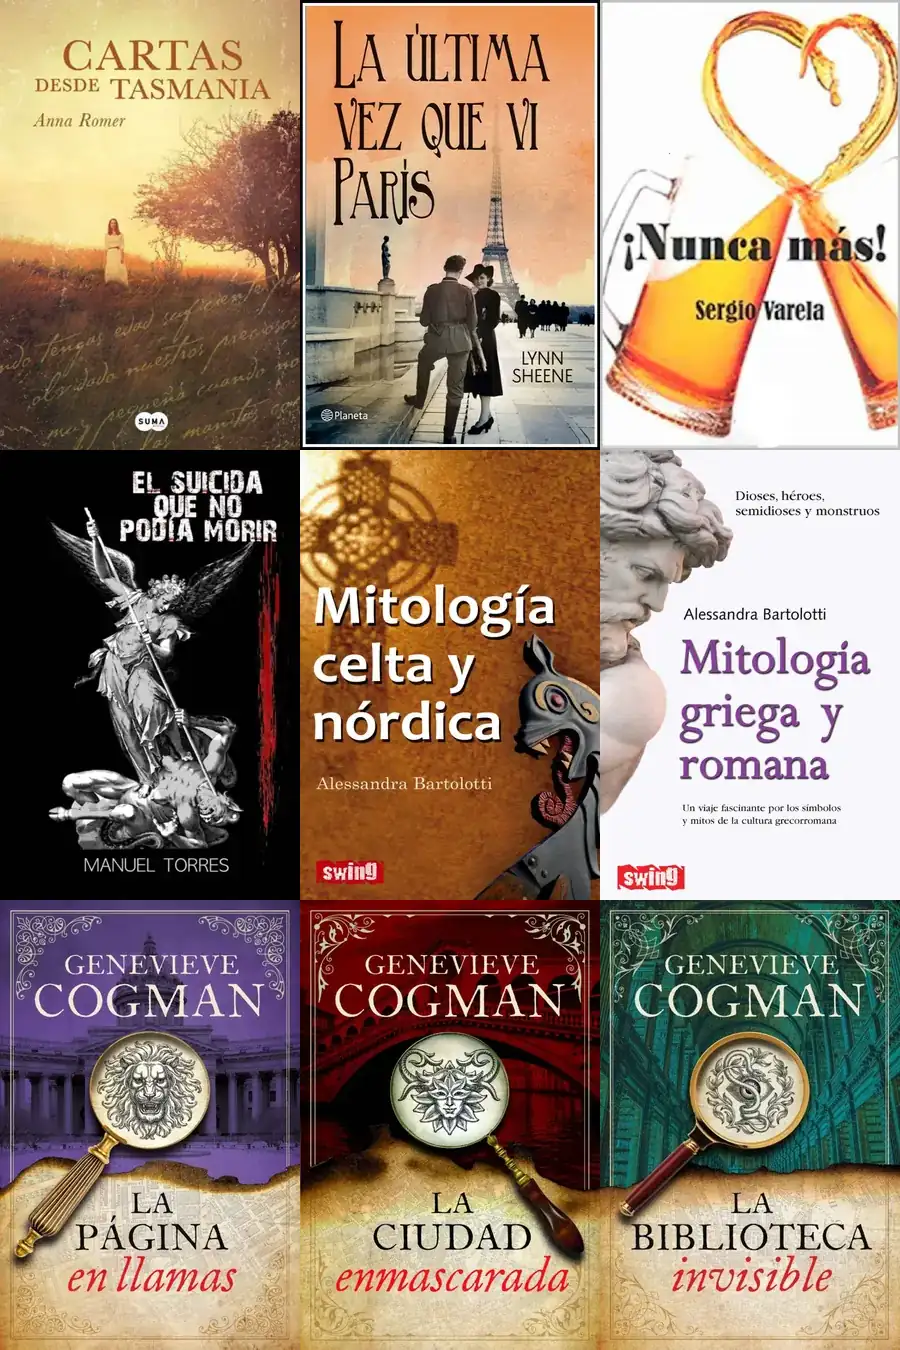 CARTAS
DESDE TASMANIA
Anna Romer
SUMA
LA ÚLTIMA
VEZ QUE VI
PARÍS
LYNN
SHEENE
Planeta
¡Nunca más!
Sergio Varela
EL SUICIDA
QUE NO
PODIA MORIR
MANUEL TORRES
Mitología
celta y
nórdica
Alessandra Bartolotti
swing
Dioses, héroes,
semidioses y monstruos
Alessandra Bartolotti
Mitología
griega y
romana
Un viaje fascinante por los símbolos
y mitos de la cultura grecorromana
swing
GENEVIEVE
COGMAN
LA
PÁGINA
en llamas
GENEVIEVE
COGMAN
LA
CIUDAD
enmascarada
GENEVIEVE
COGMAN
LA
BIBLIOTECA
invisible